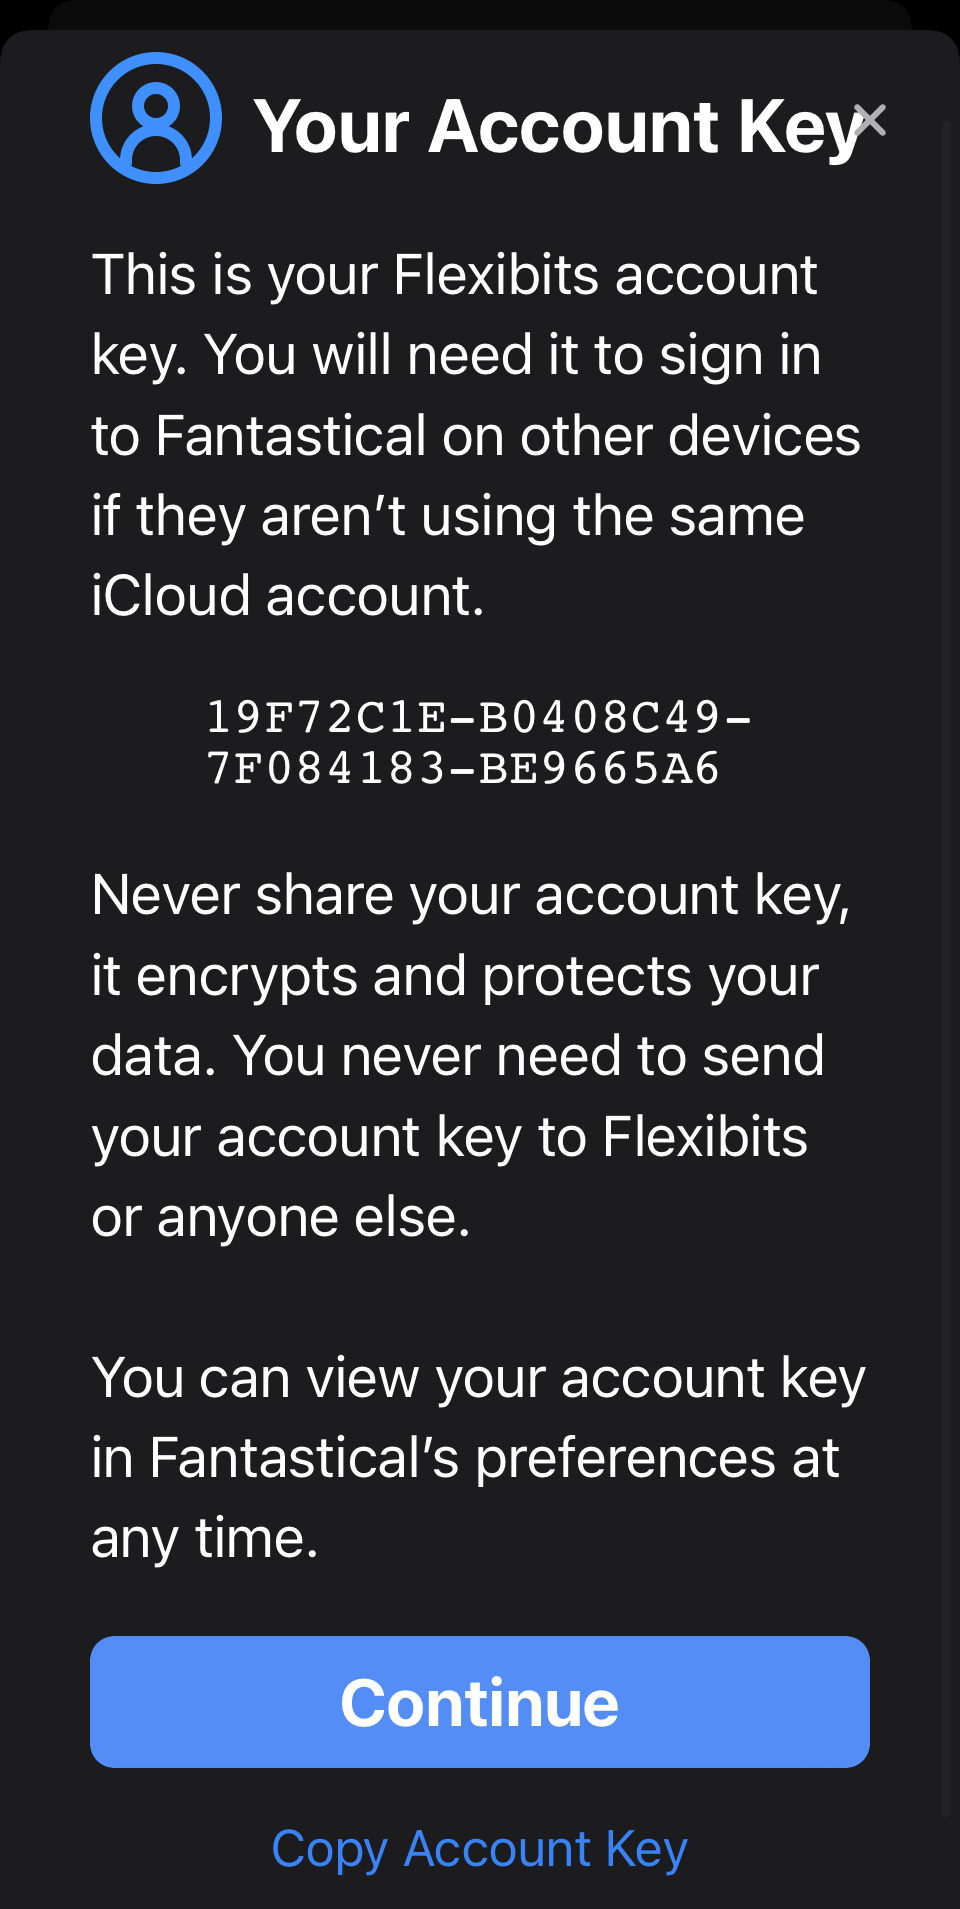 Your Account Key
This is your Flexibits account
key. You will need it to sign in
to Fantastical on other devices
if they aren’t using the same
iCloud account.
19F72C1E-B0408C49-
7F084183-BE9665A6
Never share your account key,
it encrypts and protects your
data. You never need to send
your account key to Flexibits
or anyone else.
You can view your account key
in Fantastical’s preferences at
any time.
Continue
Copy Account Key